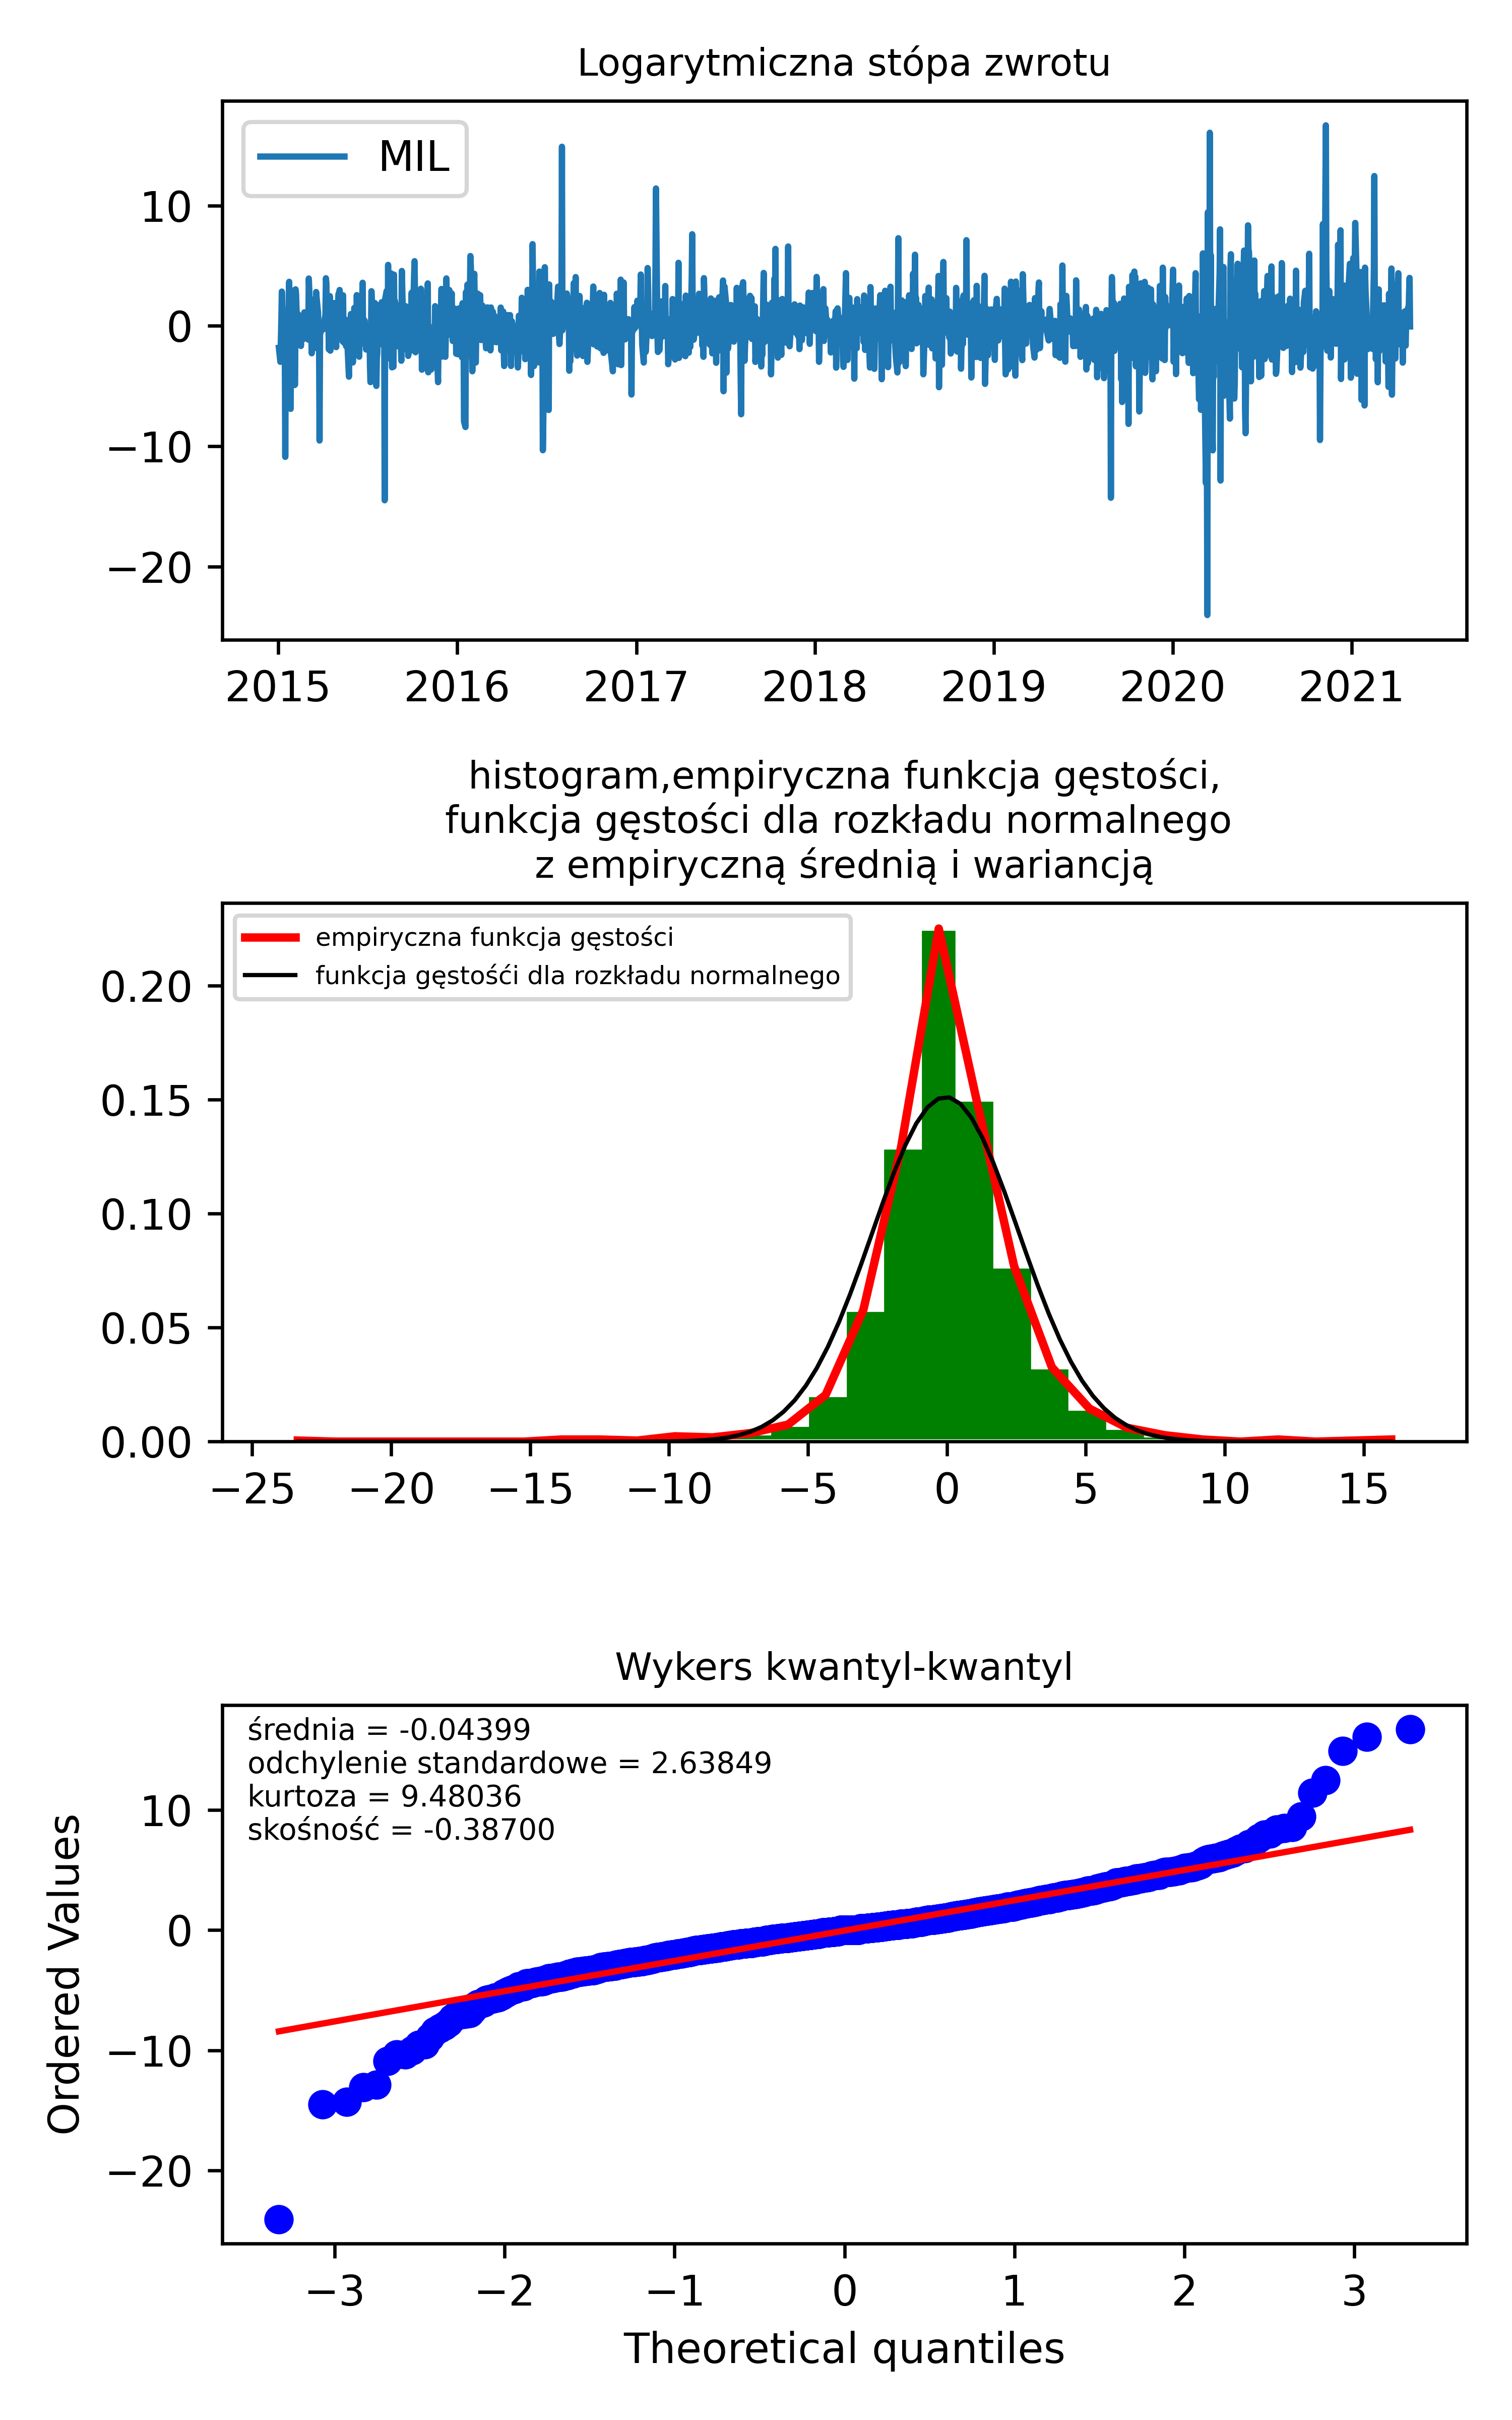 Logarytmiczna stópa zwrotu
MIL
10
0
−10
−20
2015 2016 2017 2018 2019 2020 2021
histogram,empiryczna funkcja gęstości,
funkcja gęstości dla rozkładu normalnego
z empiryczną średnią i wariancją
empiryczna funkcja gęstości
funkcja gęstośći dla rozkładu normalnego
0.20
0.15
0.10
0.05
0.00
−25 −20 −15 −10 −5 0 5 10 15
Wykers kwantyl-kwantyl
średnia = -0.04399
odchylenie standardowe = 2.63849
kurtoza = 9.48036
skośność = -0.38700
Ordered Values
10
0
−10
−20
−3 −2 −1 0 1 2 3
Theoretical quantiles